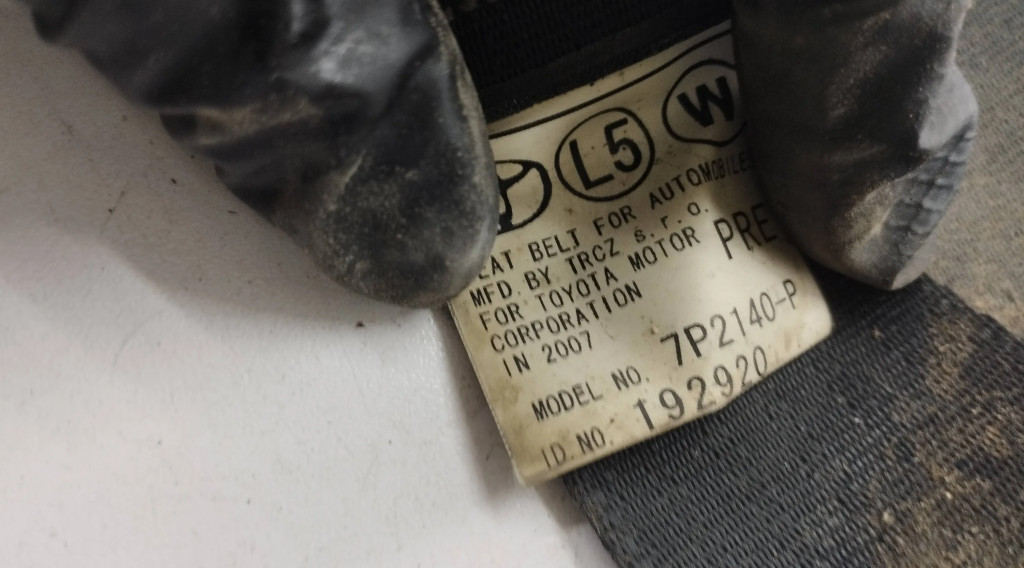 L5 W
EAT BELT FOR AUTOMOBILE
MFD BY TRCZ s.r.o.
FOR TOYOTA MOTOR PRE
CORPORATION
IN 2007
MODEL NO. 7P2140-P
ID NO. 192920